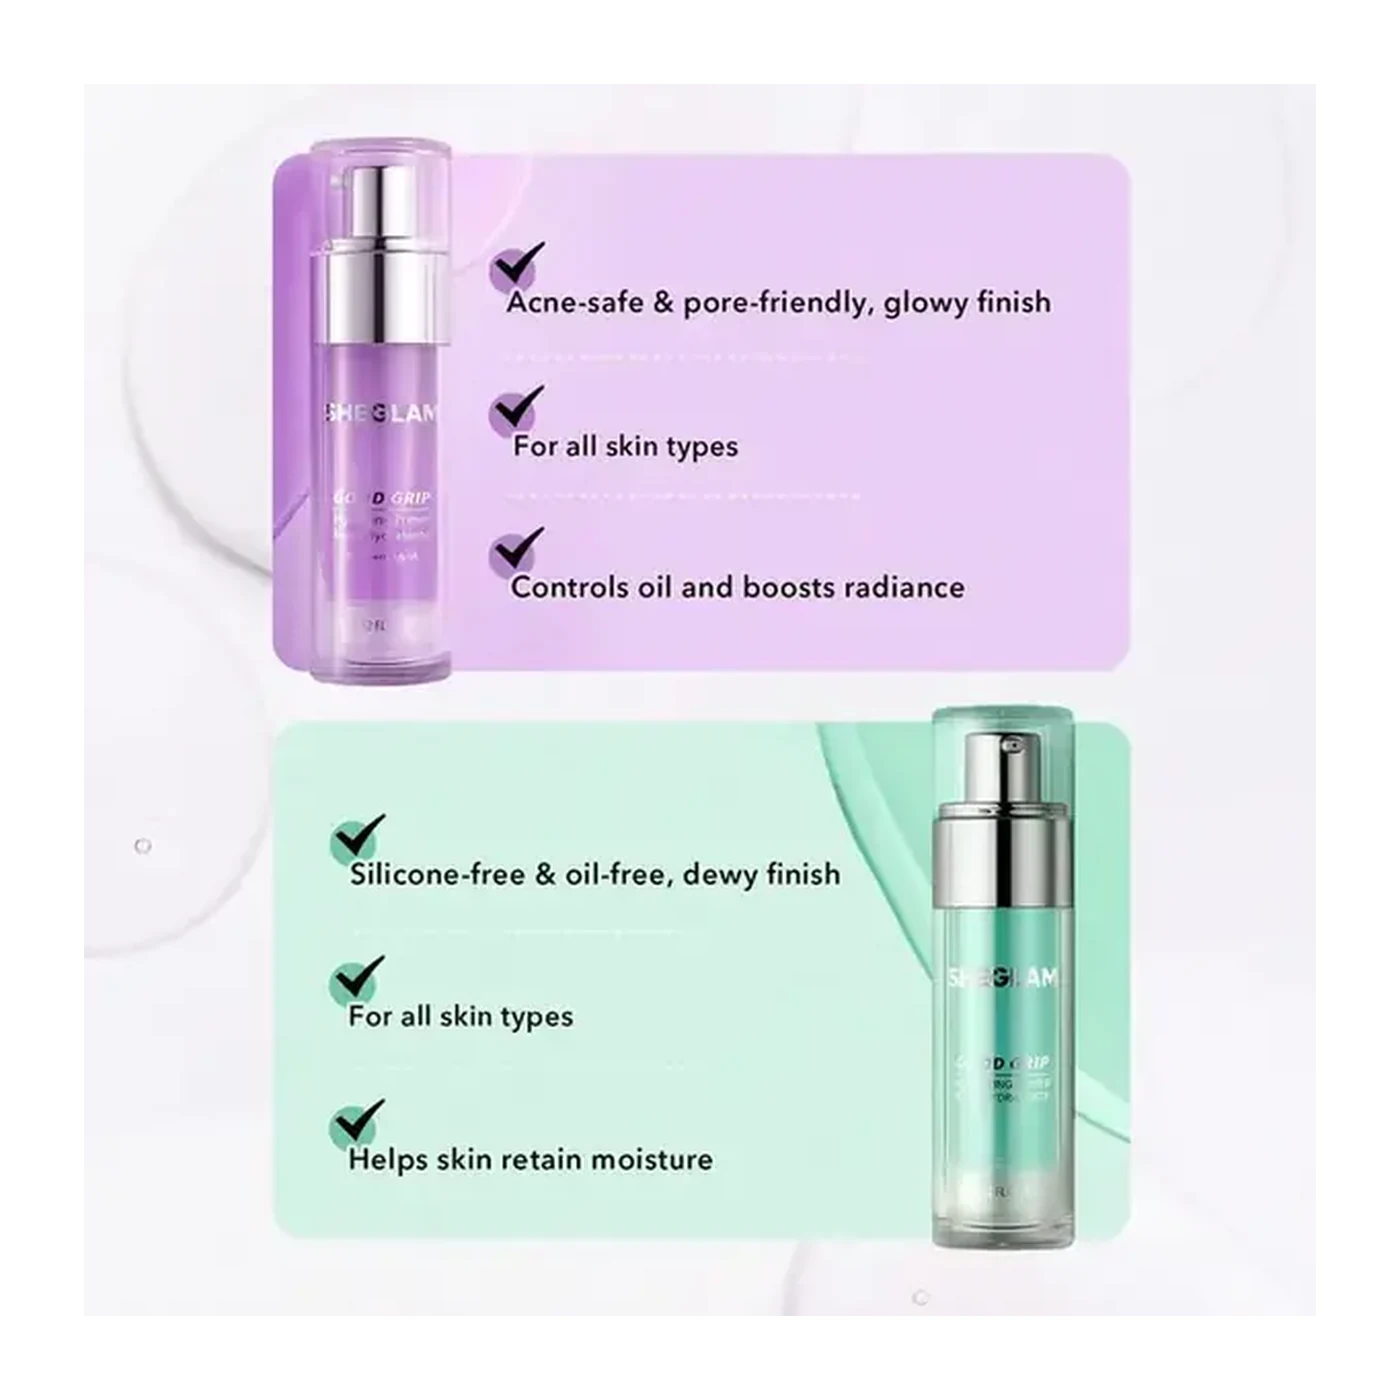 Acne-safe & pore-friendly, glowy finish
For all skin types
Controls oil and boosts radiance
SHEGLAM
GOOD GRIP
Silicone-free & oil-free, dewy finish
For all skin types
Helps skin retain moisture
SHEGLAM
GOOD GRIP